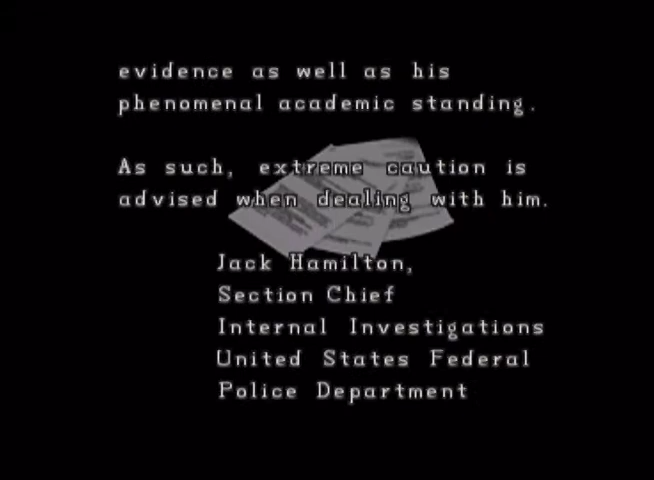 evidence as well as his
phenomenal academic standing.
As such, extreme caution is
advised when dealing with him.
Jack Hamilton,
Section Chief
Internal Investigations
United States Federal
Police Department